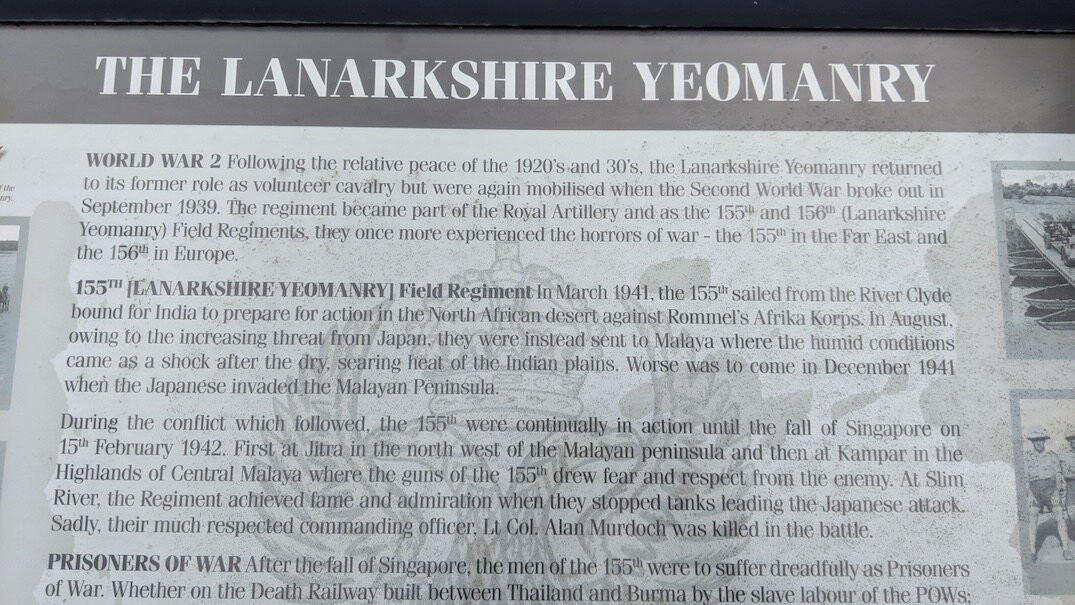 THE LANARKSHIRE YEOMANRY
WORLD WAR 2 Following the relative peace of the 1920's and 30's, the Lanarkshire Yeomanry returned
to its former role as volunteer cavalry but were again mobilised when the Second World War broke out in
September 1939. The regiment became part of the Royal Artillery and as the 155th and 156th (Lanarkshire
Yeomanry) Field Regiments, they once more experienced the horrors of war - the 155th in the Far East and
the 156th in Europe.
155TH [LANARKSHIRE YEOMANRY] Field Regiment In March 1941, the 155th sailed from the River Clyde
bound for India to prepare for action in the North African desert against Rommel's Afrika Korps. In August,
owing to the increasing threat from Japan, they were instead sent to Malaya where the humid conditions
came as a shock after the dry, searing heat of the Indian plains. Worse was to come in December 1941
when the Japanese invaded the Malayan Peninsula.
During the conflict which followed, the 155th were continually in action until the fall of Singapore on
15th February 1942. First at Jitra in the north west of the Malayan peninsula and then at Kampar in the
Highlands of Central Malaya where the guns of the 155th drew fear and respect from the enemy. At Slim
River, the Regiment achieved fame and admiration when they stopped tanks leading the Japanese attack.
Sadly, their much respected commanding officer, Lt Col. Alan Murdoch was killed in the battle.
PRISONERS OF WAR After the fall of Singapore, the men of the 155th were to suffer dreadfully as Prisoners
of War. Whether on the Death Railway built between Thailand and Burma by the slave labour of the POWs;